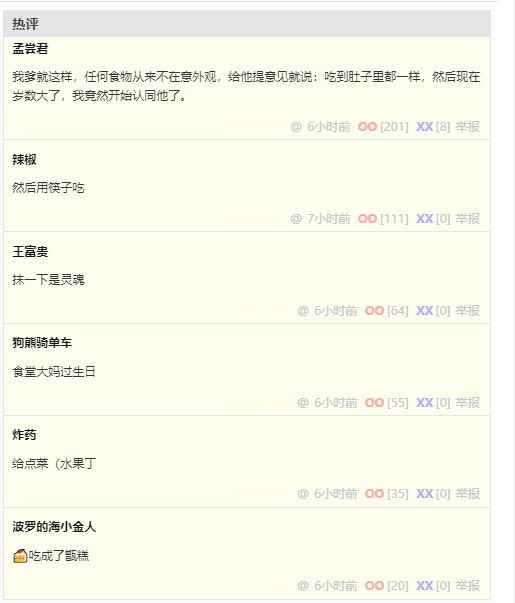 热评
孟尝君
我爹就这样，任何食物从来不在意外观，给他提意见就说：吃到肚子里都一样，然后现在
岁数大了，我竟然开始认同他了。
@ 6小时前 OO [201] XX [8] 举报
辣椒
然后用筷子吃
@ 7小时前 OO [111] XX [0] 举报
王富贵
抹一下是灵魂
@ 6小时前 OO [64] XX [0] 举报
狗熊骑单车
食堂大妈过生日
@ 6小时前 OO [55] XX [0] 举报
炸药
给点菜（水果丁
@ 6小时前 OO [35] XX [0] 举报
波罗的海小金人
吃成了甑糕
@ 6小时前 OO [20] XX [0] 举报